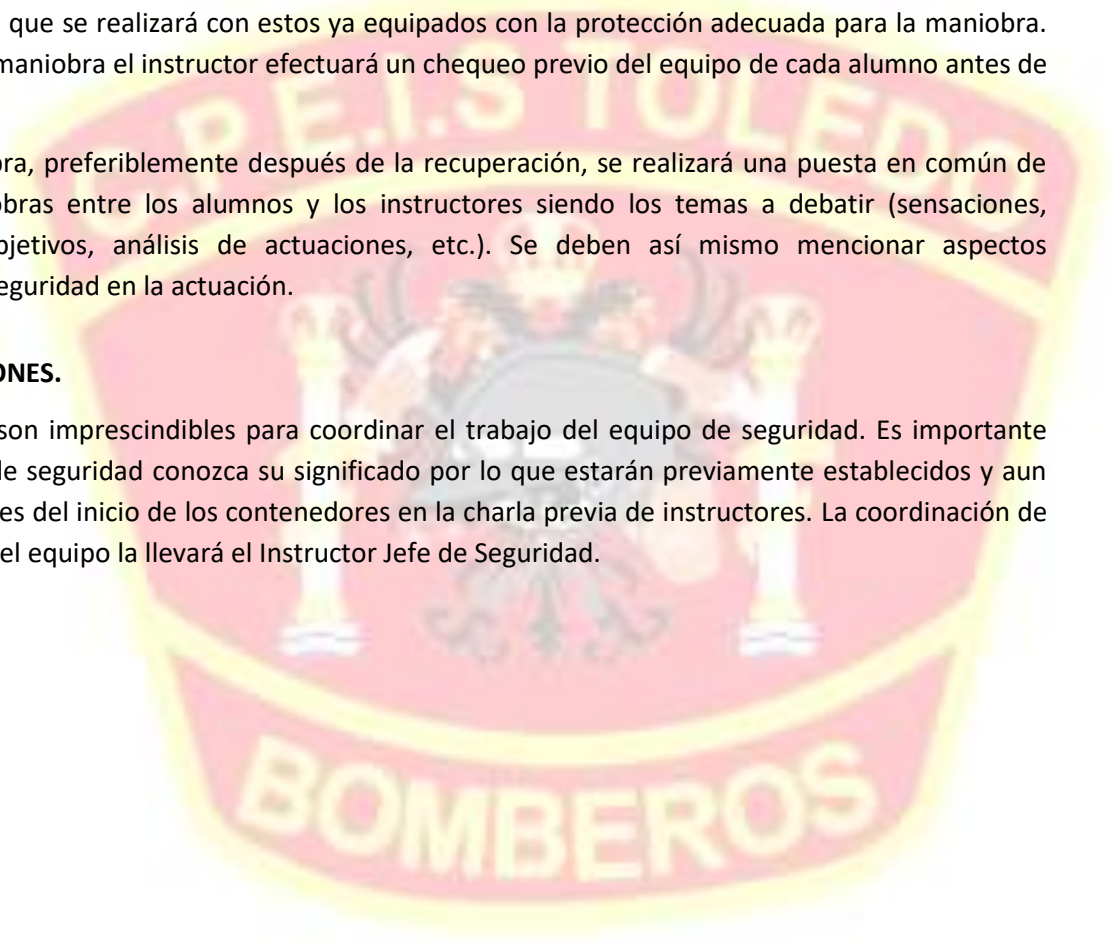 que se realizará con estos ya equipados con la protección adecuada para la maniobra.
maniobra el instructor efectuará un chequeo previo del equipo de cada alumno antes de
bra, preferiblemente después de la recuperación, se realizará una puesta en común de
obras entre los alumnos y los instructores siendo los temas a debatir (sensaciones,
bjetivos, análisis de actuaciones, etc.). Se deben así mismo mencionar aspectos
eguridad en la actuación.
ONES.
son imprescindibles para coordinar el trabajo del equipo de seguridad. Es importante
de seguridad conozca su significado por lo que estarán previamente establecidos y aun
es del inicio de los contenedores en la charla previa de instructores. La coordinación de
el equipo la llevará el Instructor Jefe de Seguridad.
C.P.E.I.S TOLEDO
BOMBEROS